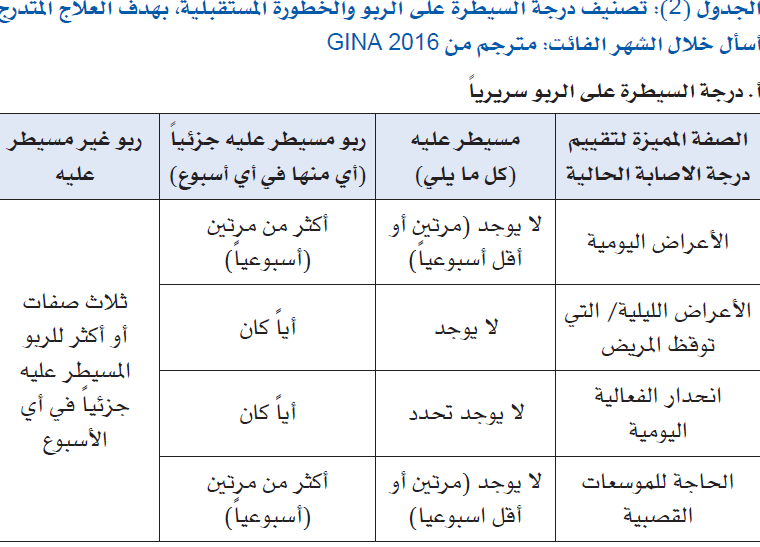 الجدول (2): تصنيف درجة السيطرة على الربو والخطورة المستقبلية، بهدف العلاج المتدرج
أسأل خلال الشهر الفائت: مترجم من GINA 2016
أ. درجة السيطرة على الربو سريرياً
الصفة المميزة لتقييم درجة الاصابة الحالية
مسيطر عليه (كل ما يلي)
ربو مسيطر عليه جزئياً (أي منها في أي أسبوع)
ربو غير مسيطر عليه
الأعراض اليومية
لا يوجد (مرتين أو أقل أسبوعياً)
أكثر من مرتين (أسبوعياً)
ثلاث صفات أو أكثر للربو المسيطر عليه جزئياً في أي الأسبوع
الأعراض الليلية/ التي توقظ المريض
لا يوجد
أياً كان
انحدار الفعالية اليومية
لا يوجد تحدد
أياً كان
الحاجة للموسعات القصبية
لا يوجد (مرتين أو أقل اسبوعيا)
أكثر من مرتين (أسبوعياً)